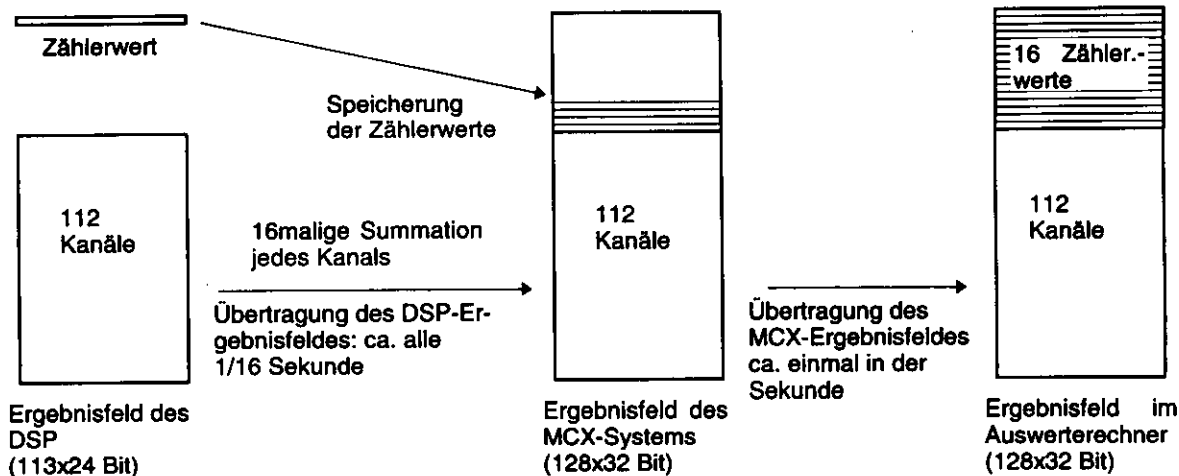 Zählerwert
112
Kanäle
Ergebnisfeld des
DSP
(113x24 Bit)
Speicherung
der Zählerwerte
16malige Summation
jedes Kanals
Übertragung des DSP-Er-
gebnisfeldes: ca. alle
1/16 Sekunde
112
Kanäle
Ergebnisfeld des
MCX-Systems
(128x32 Bit)
Übertragung des
MCX-Ergebnisfeldes
ca. einmal in der
Sekunde
16 Zähler.-
werte
112
Kanäle
Ergebnisfeld im
Auswerterechner
(128x32 Bit)